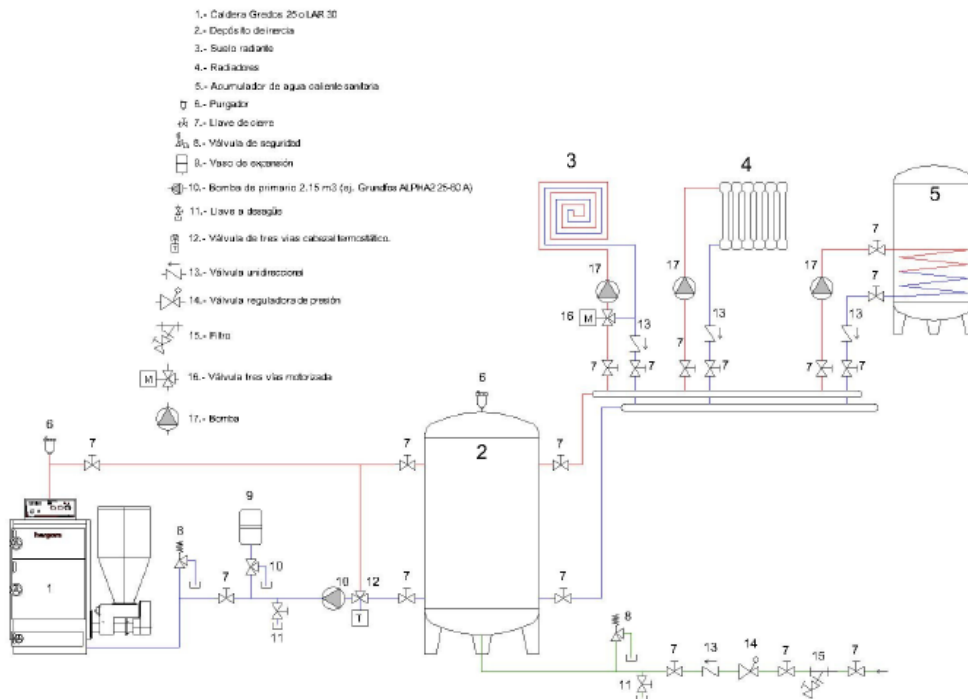 1.- Caldera Gredos 25 o LAR 30
2.- Depósito de inercia
3.- Suelo radiante
4.- Radiadores
5.- Acumulador de agua caliente sanitaria
6.- Purgador
7.- Llave de cierre
8.- Válvula de seguridad
9.- Vaso de expansión
10.- Bomba de primario 2.15 m3 (ej. Grundfos ALPHA2 25-60 A)
11.- Llave a desagüe
12.- Válvula de tres vías cabezal termostático.
13.- Válvula unidireccional
14.- Válvula reguladora de presión
15.- Filtro
M 16.- Válvula tres vías motorizada
17.- Bomba
T
3
4
5
7
7
17
17
17
M
16
13
13
13
7
7
7
7
7
7
6
6
7
7
2
7
9
8
10
7
10
12
7
7
T
11
hergom
1
8
7
13
14
7
15
7
11